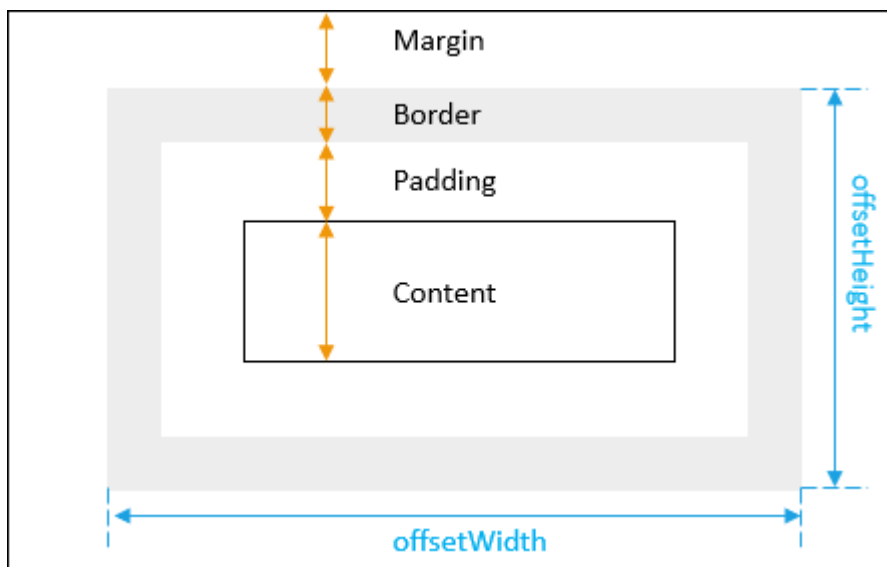 Margin
Border
Padding
Content
offsetHeight
offsetWidth